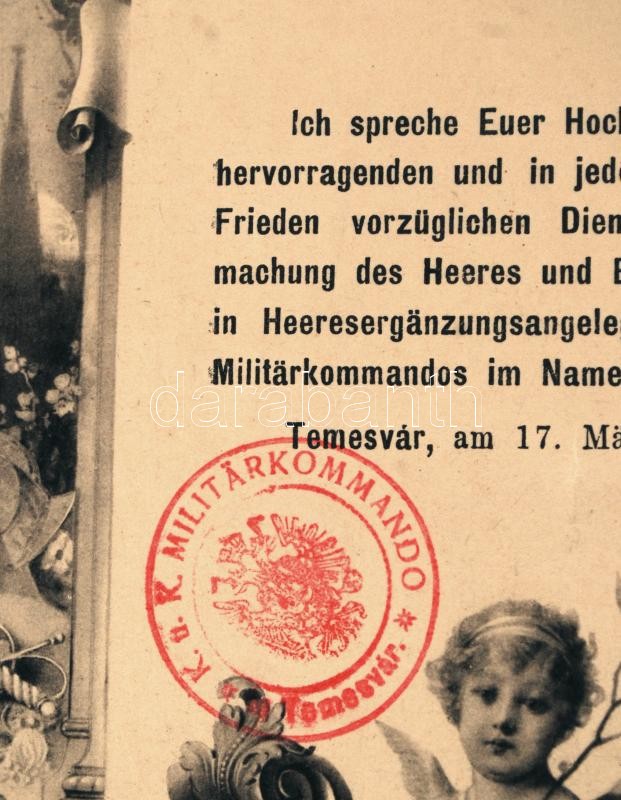 Ich spreche Euer Hoch
hervorragenden und in jede
Frieden vorzüglichen Dien
machung des Heeres und
in Heeresergänzungsangeleg
Militärkommandos im Name
darabanth
Temesvár, am 17. Mä
K. u. K. MILITÄRKOMMANDO *
in Temesvár.